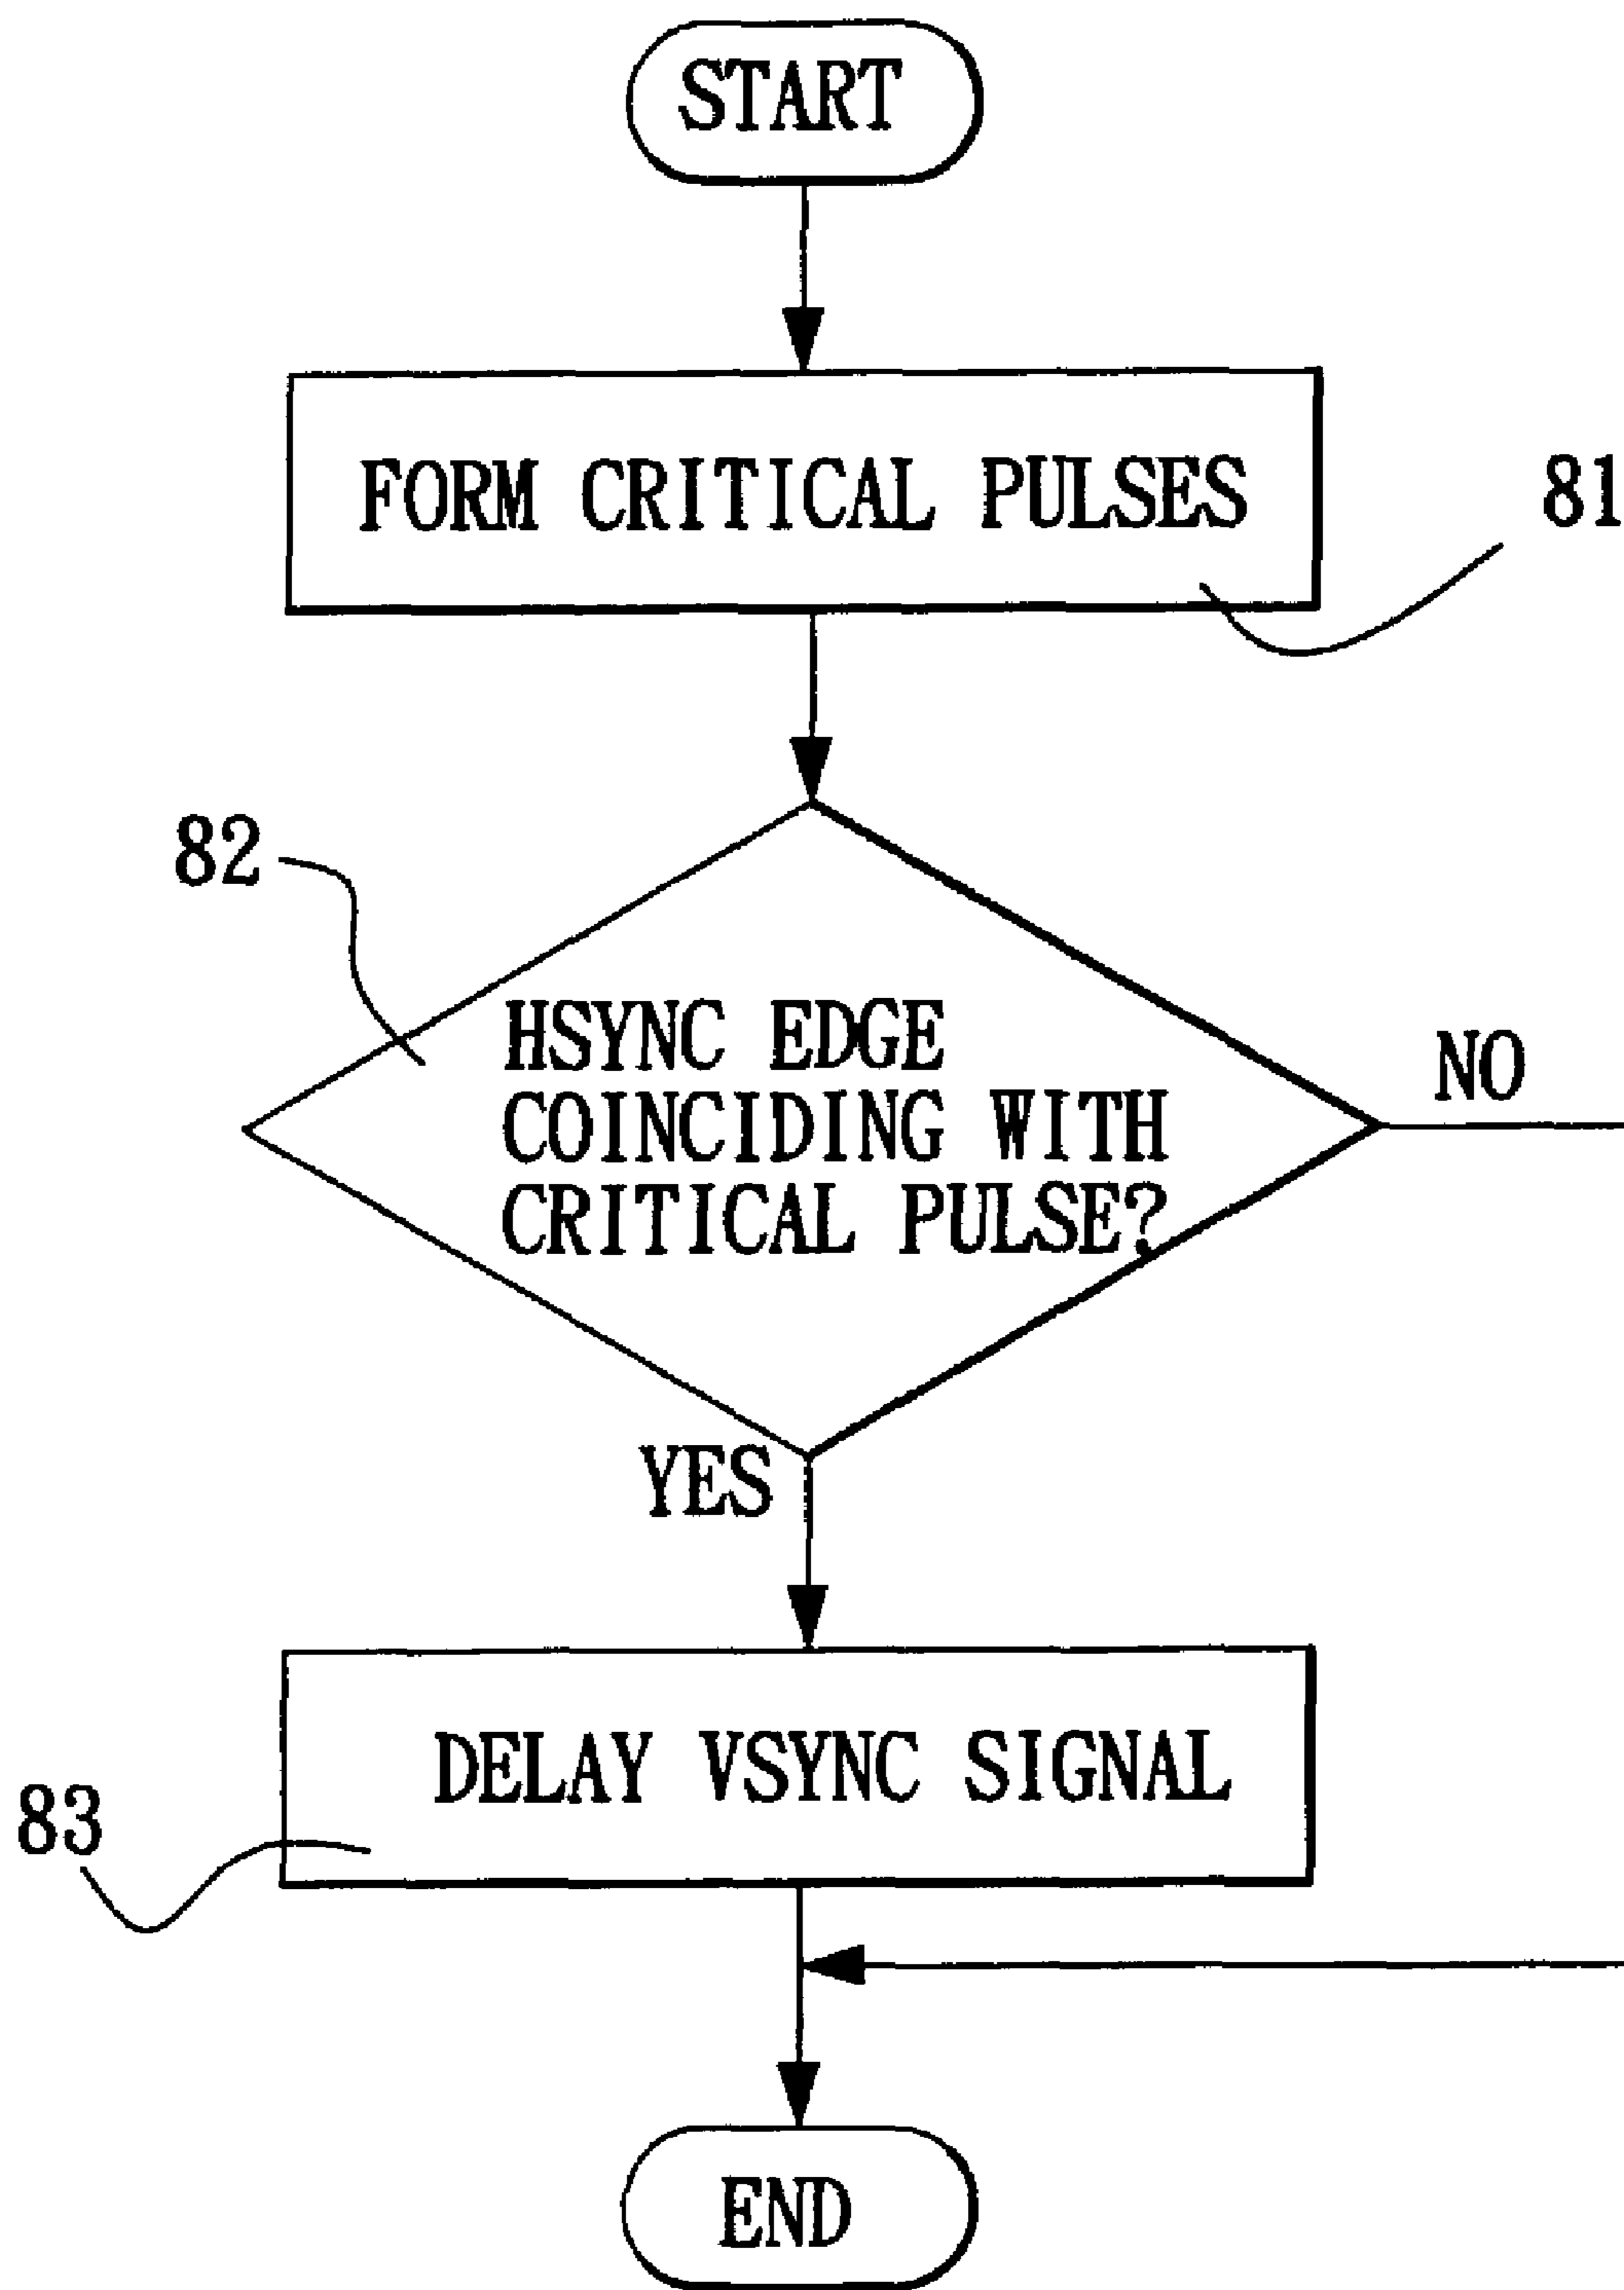 START
FORM CRITICAL PULSES
81
82
HSYNC EDGE
COINCIDING WITH
CRITICAL PULSE?
NO
YES
DELAY VSYNC SIGNAL
83
END